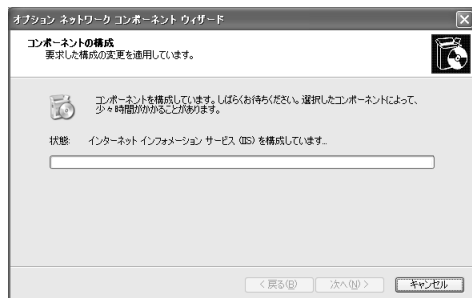 オプション ネットワーク コンポーネント ウィザード
コンポーネントの構成
要求した構成の変更を適用しています。
コンポーネントを構成しています。しばらくお待ちください。選択したコンポーネントによって、
少々時間がかかることがあります。
状態: インターネット インフォメーション サービス (IIS) を構成しています...
< 戻る(B)
次へ(N) >
キャンセル